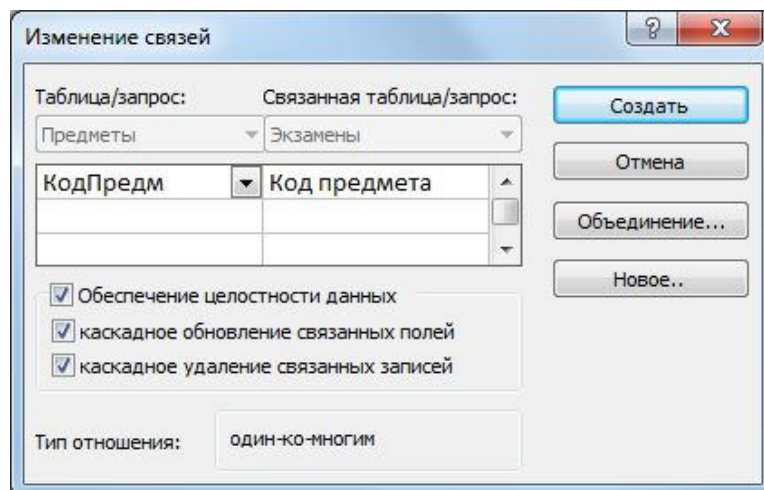 Изменение связей
Таблица/запрос: Связанная таблица/запрос:
Предметы Экзамены
КодПредм Код предмета
Обеспечение целостности данных
каскадное обновление связанных полей
каскадное удаление связанных записей
Тип отношения: один-ко-многим
Создать
Отмена
Объединение...
Новое..